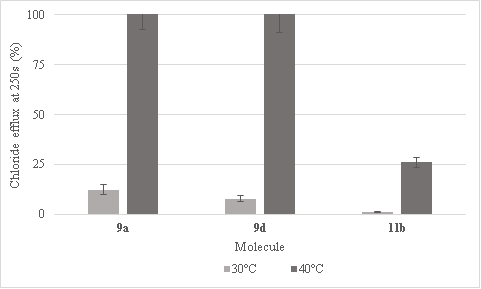 100
75
50
25
0
Chloride efflux at 250s (%)
9a 9d 11b
Molecule
30°C 40°C